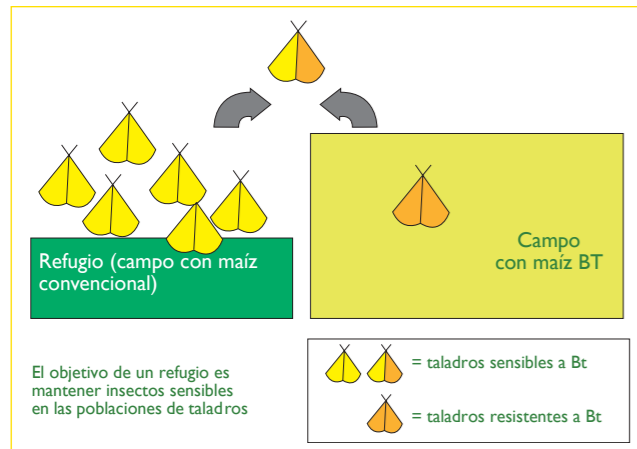 Refugio (campo con maíz
convencional)
Campo
con maíz BT
El objetivo de un refugio es
mantener insectos sensibles
en las poblaciones de taladros
= taladros sensibles a Bt
= taladros resistentes a Bt